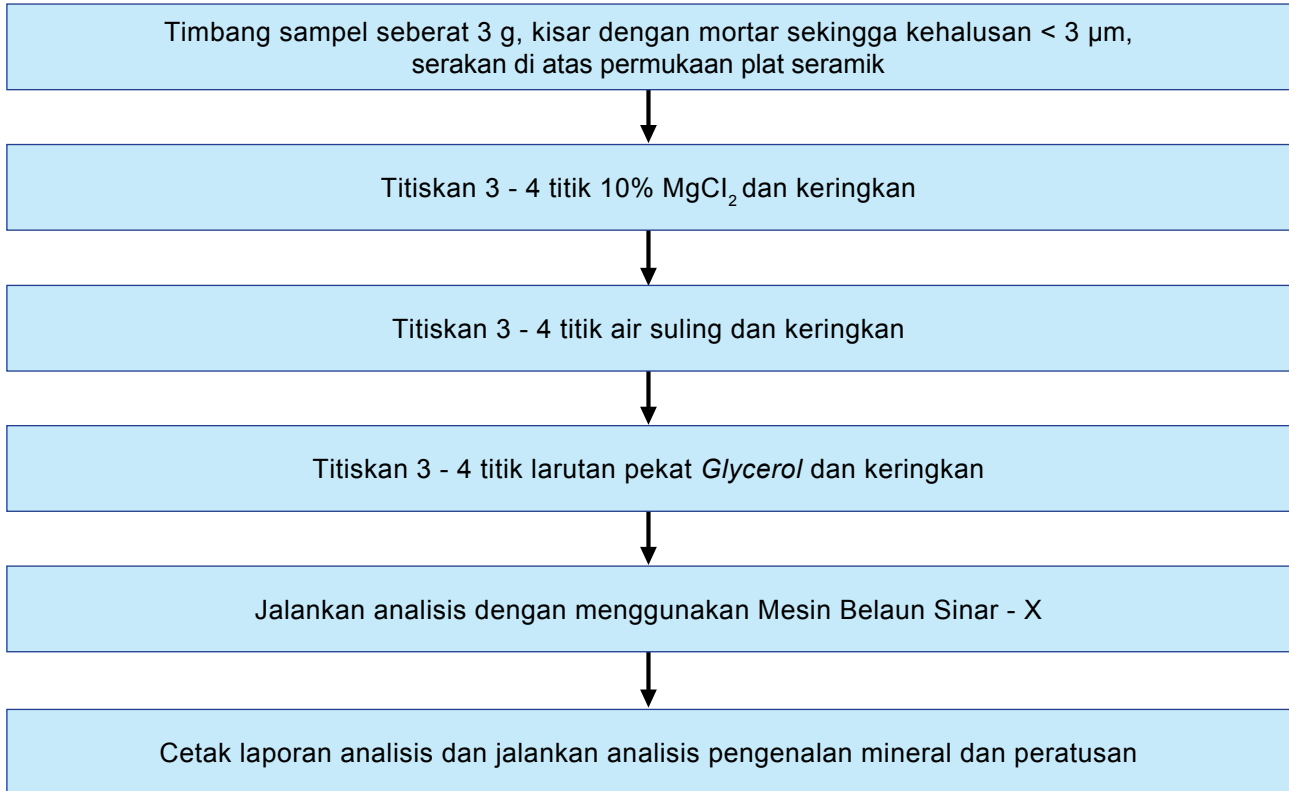 Timbang sampel seberat 3 g, kisar dengan mortar sekingga kehalusan < 3 µm,
serakan di atas permukaan plat seramik
Titiskan 3 - 4 titik 10% MgCl₂ dan keringkan
Titiskan 3 - 4 titik air suling dan keringkan
Titiskan 3 - 4 titik larutan pekat Glycerol dan keringkan
Jalankan analisis dengan menggunakan Mesin Belaun Sinar - X
Cetak laporan analisis dan jalankan analisis pengenalan mineral dan peratusan